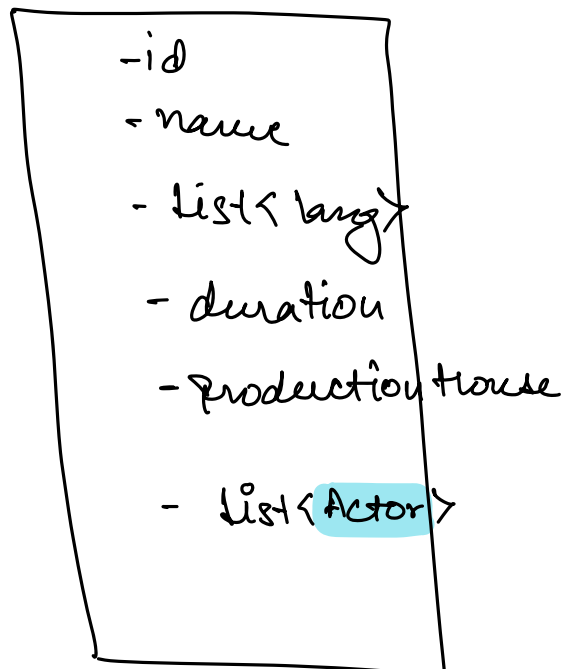 -id
- name
- List<lang>
- duration
- productionHouse
- List<Actor>